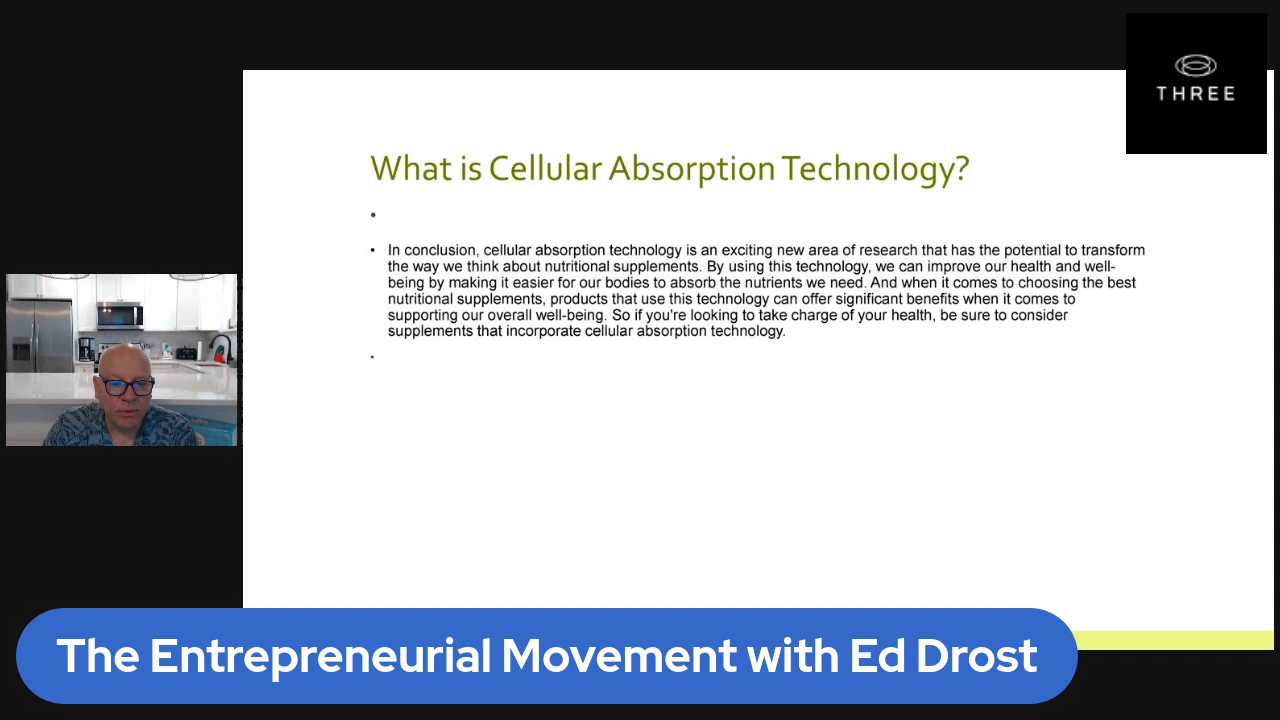 THREE
What is Cellular Absorption Technology?
•
• In conclusion, cellular absorption technology is an exciting new area of research that has the potential to transform
the way we think about nutritional supplements. By using this technology, we can improve our health and well-
being by making it easier for our bodies to absorb the nutrients we need. And when it comes to choosing the best
nutritional supplements, products that use this technology can offer significant benefits when it comes to
supporting our overall well-being. So if you're looking to take charge of your health, be sure to consider
supplements that incorporate cellular absorption technology.
•
The Entrepreneurial Movement with Ed Drost